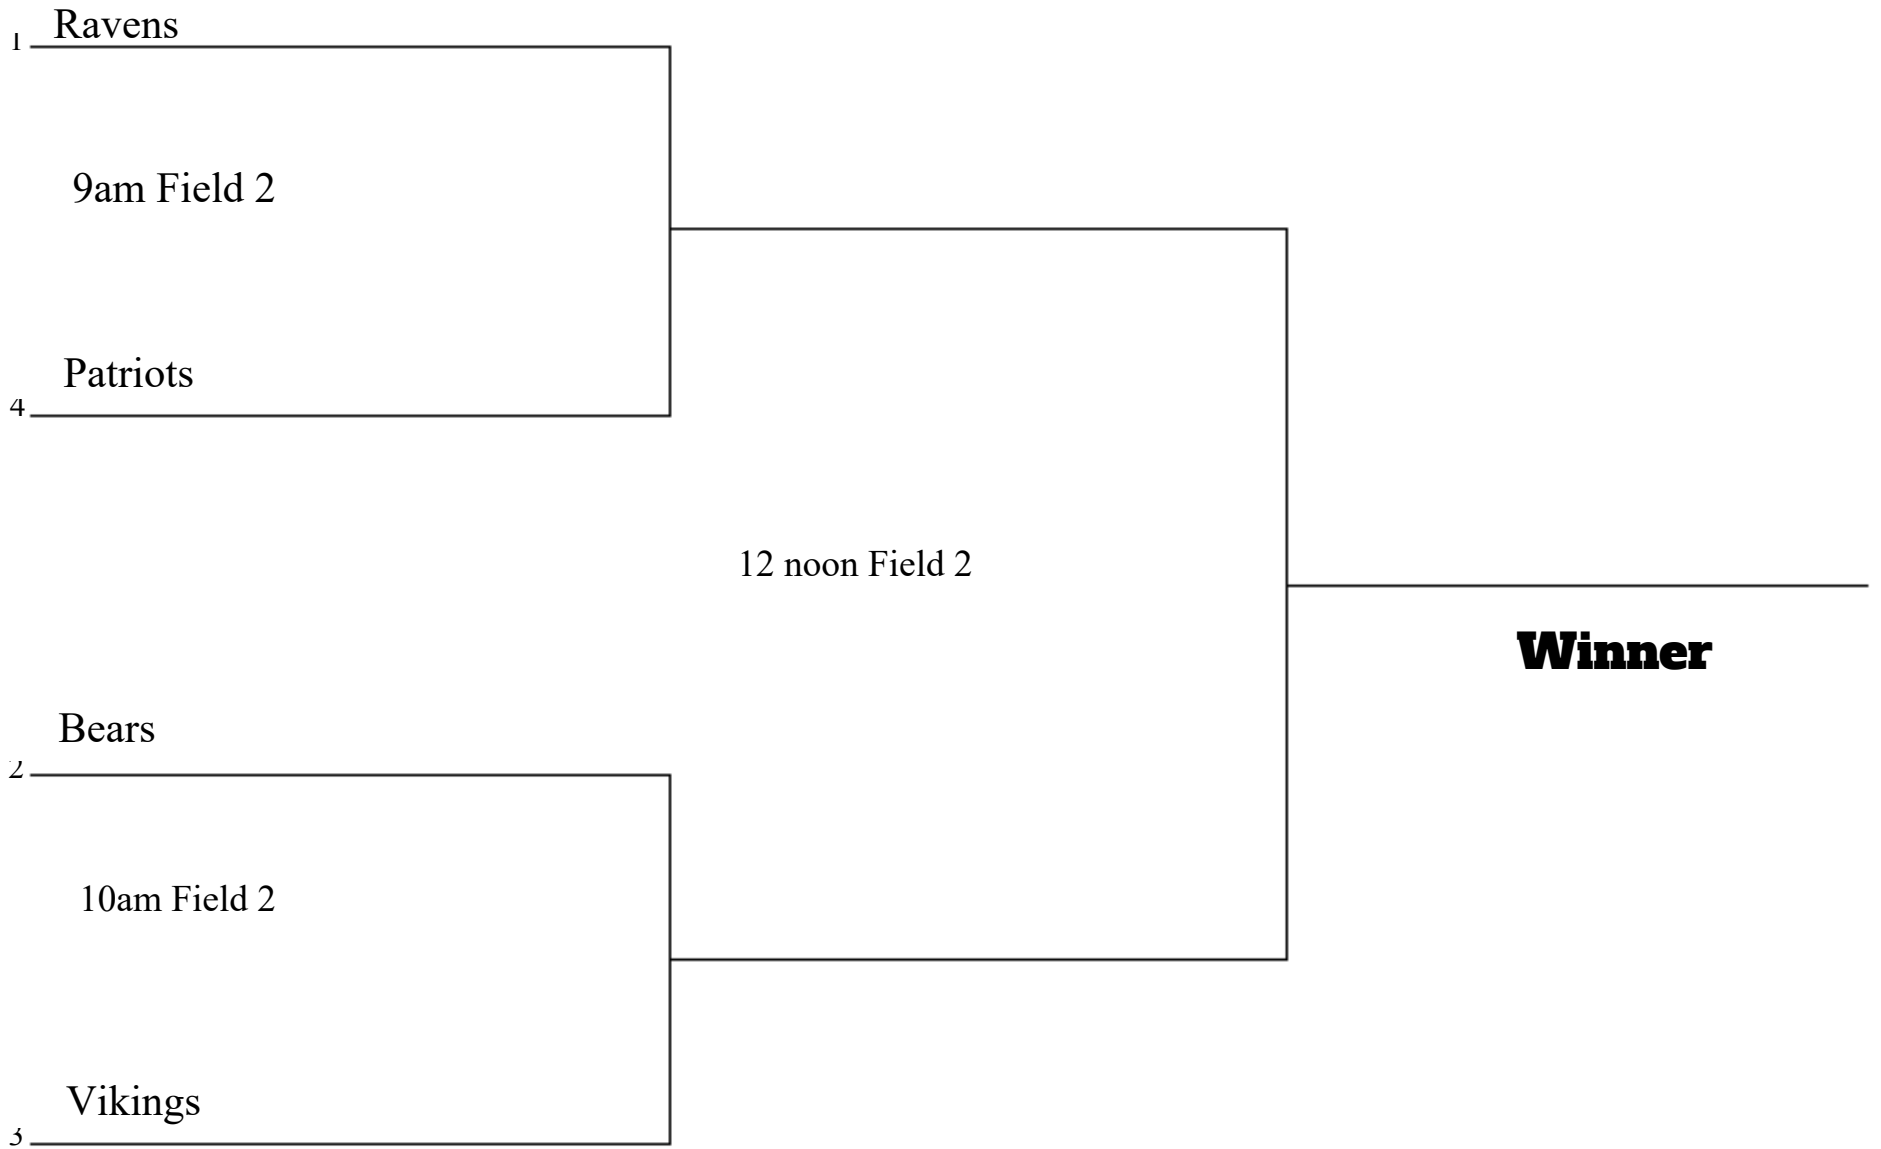 Ravens
1
9am Field 2
Patriots
4
12 noon Field 2
Winner
Bears
2
10am Field 2
Vikings
3